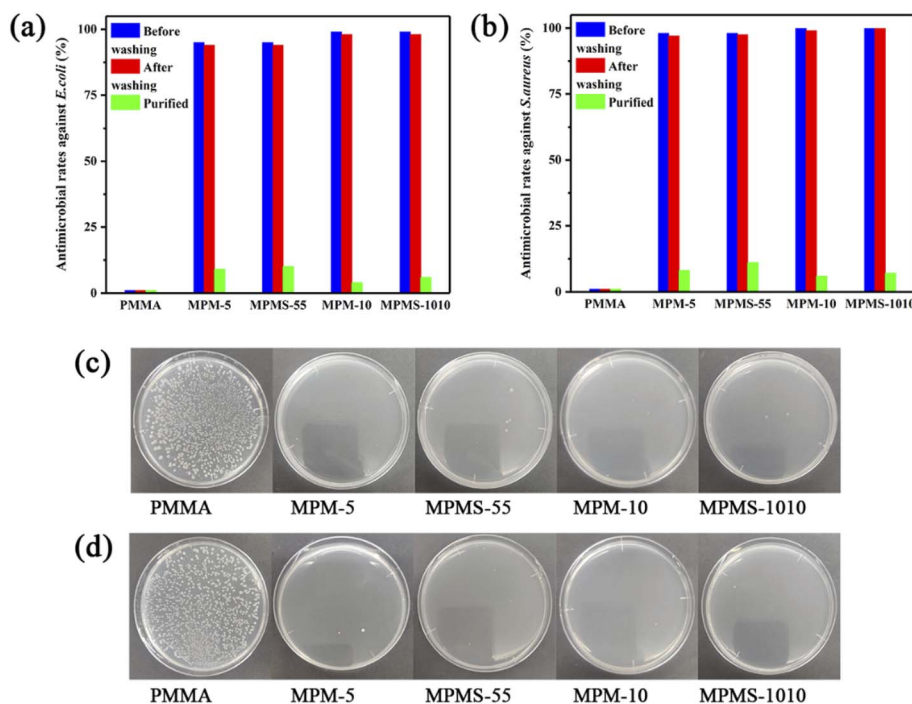 (a)
Antimicrobial rates against E.coli (%)
100
75
50
25
0
Before
washing
After
washing
Purified
PMMA MPM-5 MPMS-55 MPM-10 MPMS-1010
(b)
Antimicrobial rates against S.aureus (%)
100
75
50
25
0
Before
washing
After
washing
Purified
PMMA MPM-5 MPMS-55 MPM-10 MPMS-1010
(c)
PMMA MPM-5 MPMS-55 MPM-10 MPMS-1010
(d)
PMMA MPM-5 MPMS-55 MPM-10 MPMS-1010